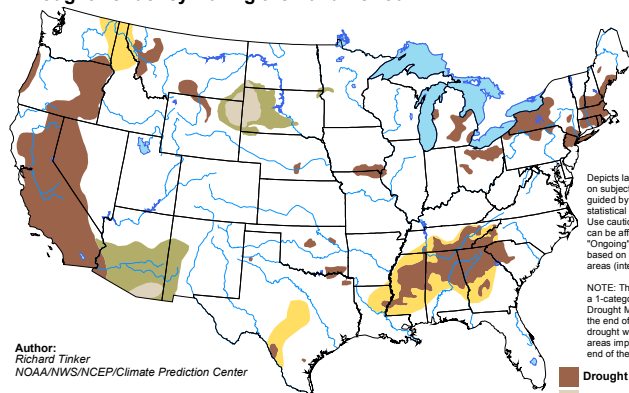 Depicts la
on subject
guided by
statistical
Use cautio
can be affe
"Ongoing"
based on
areas (inte
NOTE: Th
a 1-catego
Drought M
the end of
drought w
areas imp
end of the
Author:
Richard Tinker
NOAA/NWS/NCEP/Climate Prediction Center
Drought